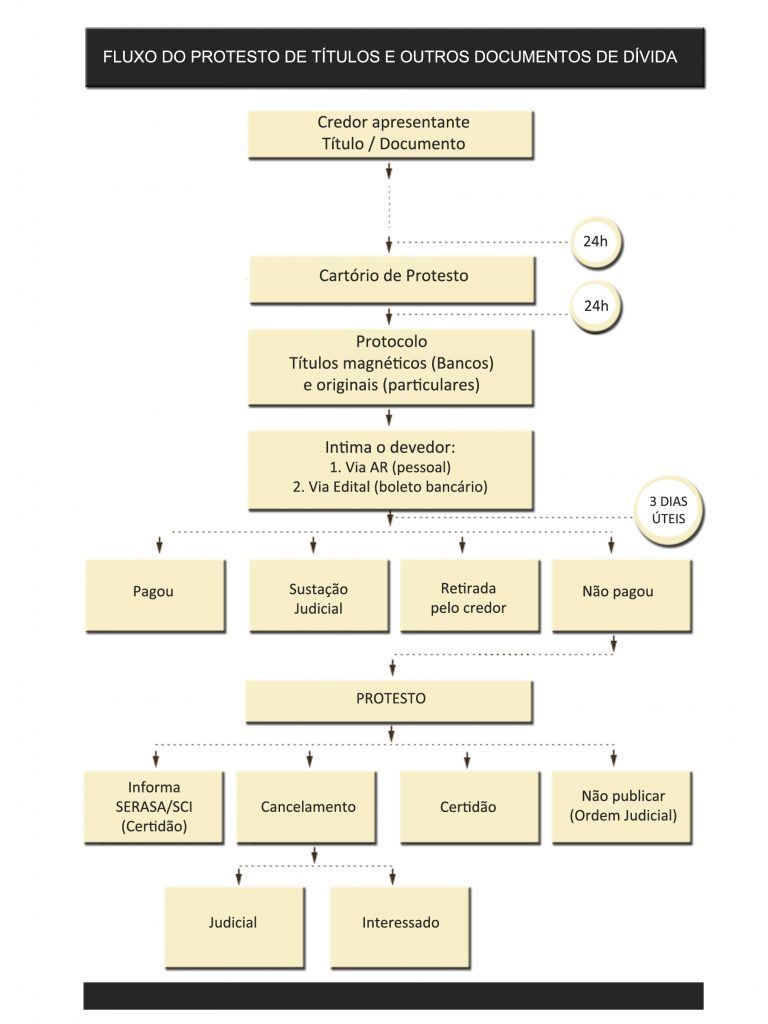 FLUXO DO PROTESTO DE TÍTULOS E OUTROS DOCUMENTOS DE DÍVIDA
Credor apresentante
Título / Documento
24h
Cartório de Protesto
24h
Protocolo
Títulos magnéticos (Bancos)
e originais (particulares)
Intima o devedor:
1. Via AR (pessoal)
2. Via Edital (boleto bancário)
3 DIAS
ÚTEIS
Pagou
Sustação
Judicial
Retirada
pelo credor
Não pagou
PROTESTO
Informa
SERASA/SCI
(Certidão)
Cancelamento
Certidão
Não publicar
(Ordem Judicial)
Judicial
Interessado